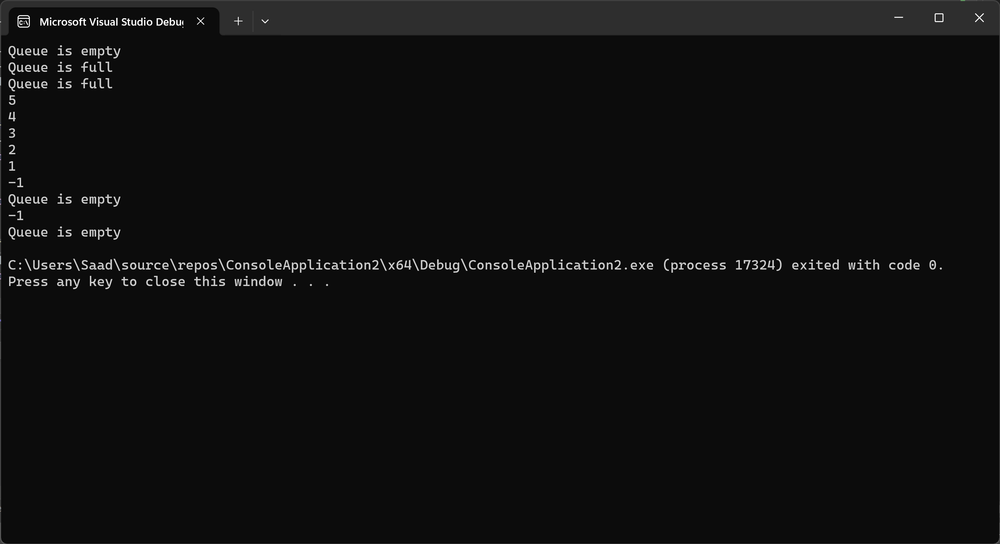 Microsoft Visual Studio Debug
Queue is empty
Queue is full
Queue is full
5
4
3
2
1
-1
Queue is empty
-1
Queue is empty
C:\Users\Saad\source\repos\ConsoleApplication2\x64\Debug\ConsoleApplication2.exe (process 17324) exited with code 0.
Press any key to close this window . . .